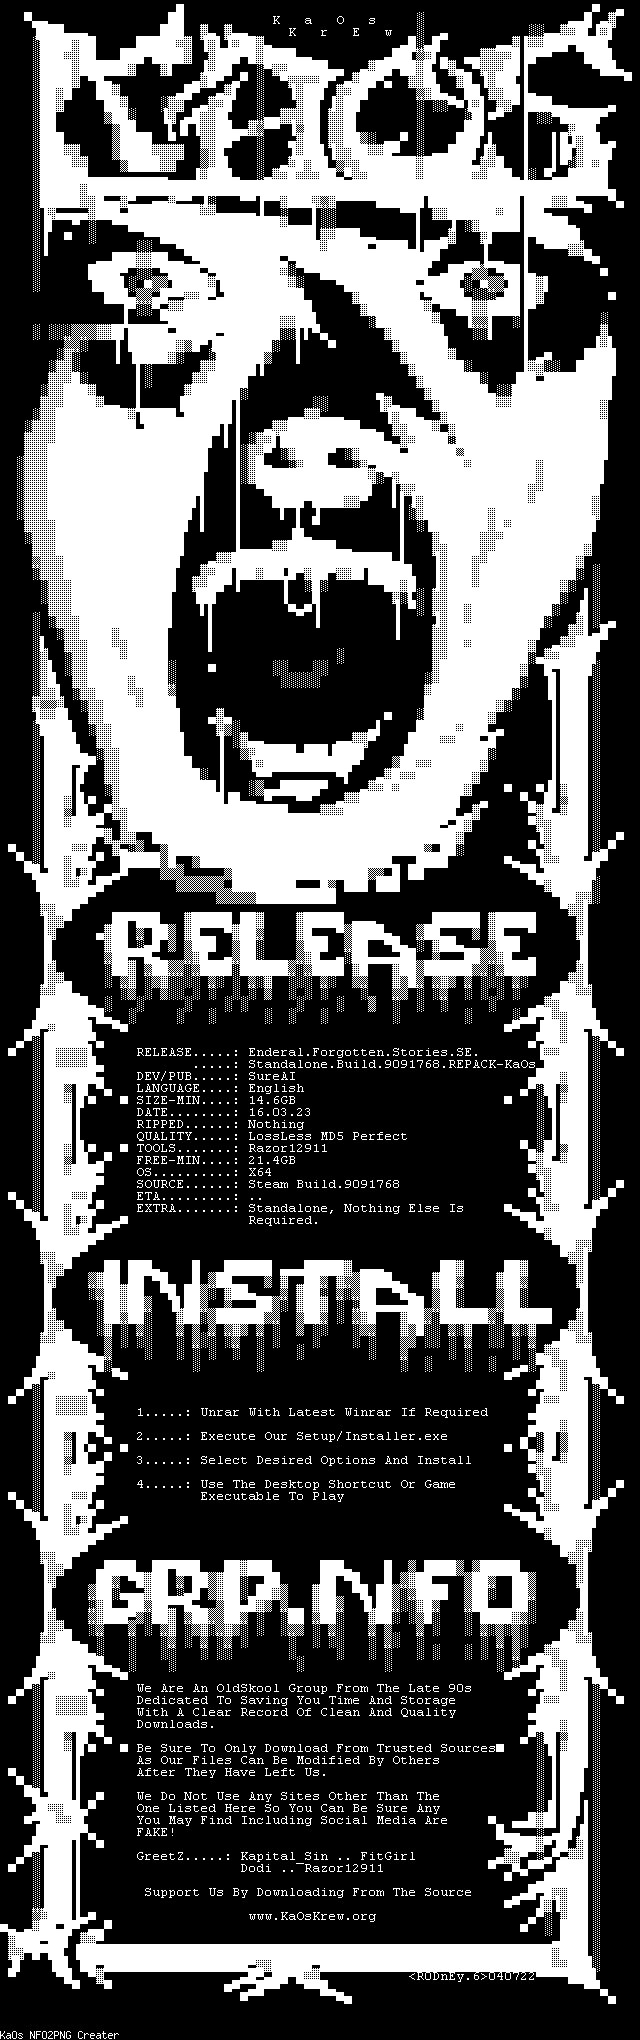 K a O s
K r E w
KaOS
RELEASE
RELEASE.....: Enderal.Forgotten.Stories.SE.
.....: Standalone.Build.9091768.REPACK-KaOs
DEV/PUB.....: SureAI
LANGUAGE....: English
SIZE-MIN....: 14.6GB
DATE........: 16.03.23
RIPPED......: Nothing
QUALITY.....: LossLess MD5 Perfect
TOOLS.......: Razor12911
FREE-MIN....: 21.4GB
OS..........: X64
SOURCE......: Steam Build.9091768
ETA.........: ..
EXTRA.......: Standalone, Nothing Else Is
Required.
INSTALL
1.....: Unrar With Latest Winrar If Required
2.....: Execute Our Setup/Installer.exe
3.....: Select Desired Options And Install
4.....: Use The Desktop Shortcut Or Game
Executable To Play
GRP.NFO
We Are An OldSkool Group From The Late 90s
Dedicated To Saving You Time And Storage
With A Clear Record Of Clean And Quality
Downloads.
Be Sure To Only Download From Trusted Sources
As Our Files Can Be Modified By Others
After They Have Left Us.
We Do Not Use Any Sites Other Than The
One Listed Here So You Can Be Sure Any
You May Find Including Social Media Are
FAKE!
GreetZ.....: Kapital_Sin .. FitGirl
Dodi .. Razor12911
Support Us By Downloading From The Source
www.KaOsKrew.org
<RODnEy.6>040722
KaOs NFO2PNG Creater